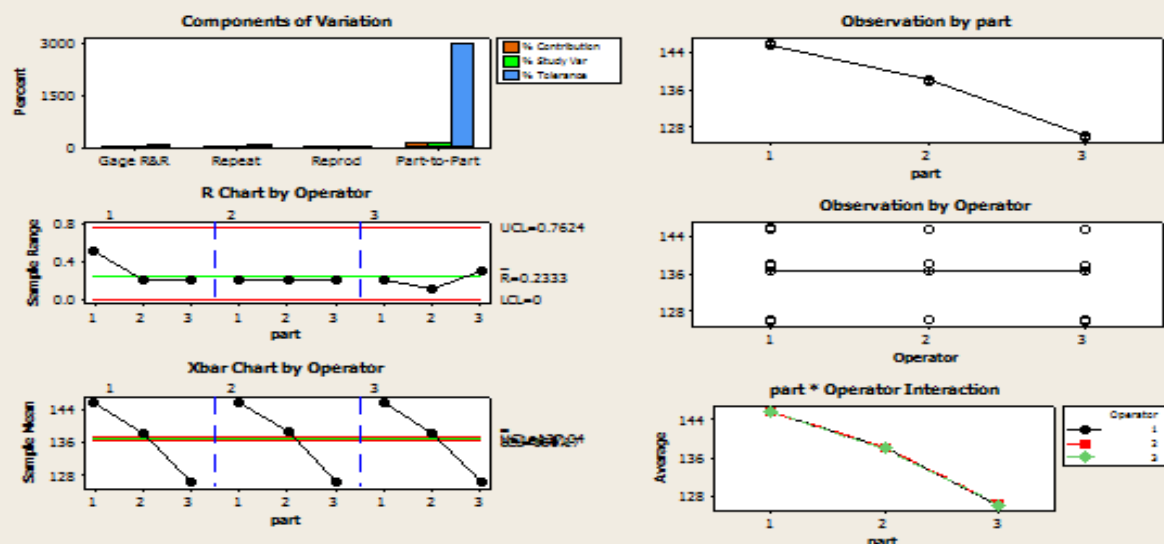 Components of Variation
Percent
3000
1500
0
Gage R&R Repeat Reprod Part-to-Part
% Contribution
% Study Var
% Tolerance
R Chart by Operator
Sample Range
1 2 3
0.8
0.4
0.0
UCL=0.7624
R=0.2333
LCL=0
1 2 3 1 2 3 1 2 3
part
Xbar Chart by Operator
Sample Mean
1 2 3
144
136
128
1 2 3 1 2 3 1 2 3
part
Observation by part
144
136
128
1 2 3
part
Observation by Operator
144
136
128
1 2 3
Operator
part * Operator Interaction
Average
144
136
128
1 2 3
part
Operator
1
2
3